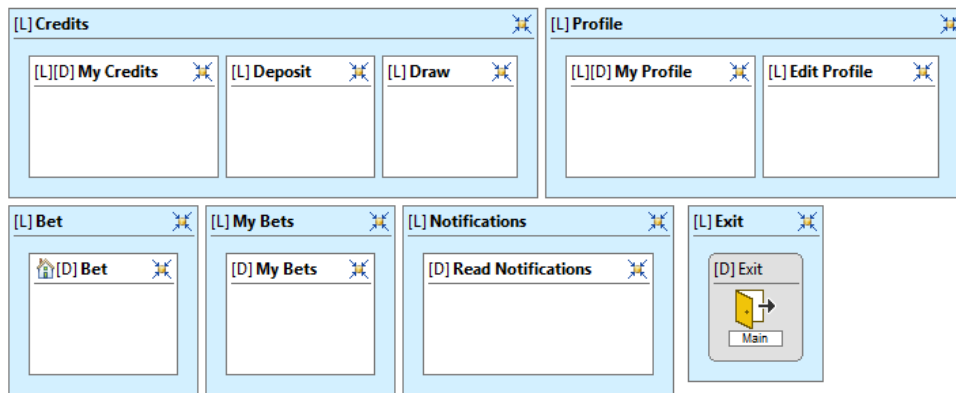 [L] Credits
[L][D] My Credits
[L] Deposit
[L] Draw
[L] Profile
[L][D] My Profile
[L] Edit Profile
[L] Bet
[D] Bet
[L] My Bets
[D] My Bets
[L] Notifications
[D] Read Notifications
[L] Exit
[D] Exit
Main